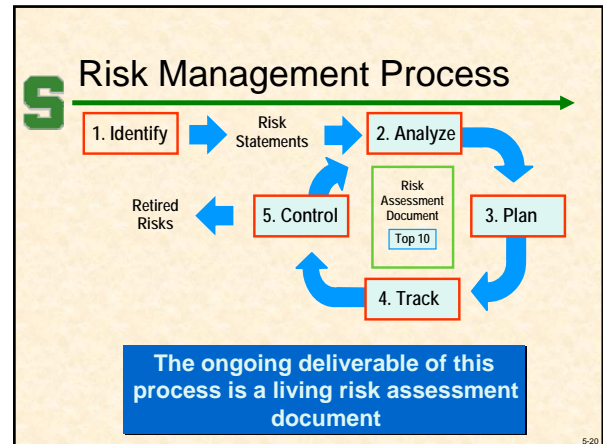 S
Risk Management Process
1. Identify
Risk
Statements
2. Analyze
Retired
Risks
5. Control
Risk
Assessment
Document
Top 10
3. Plan
4. Track
The ongoing deliverable of this
process is a living risk assessment
document
5-20